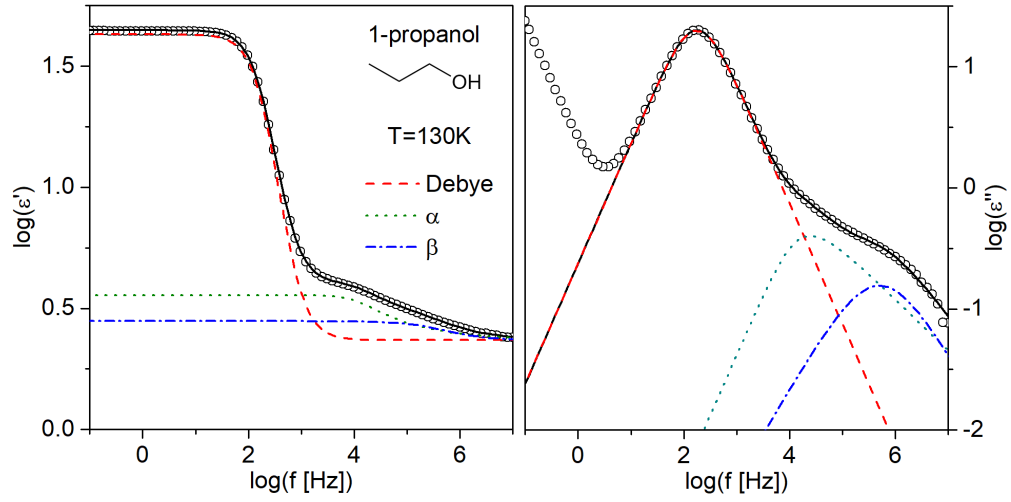 1-propanol
OH
T=130K
Debye
α
β
log(ε')
1.5
1.0
0.5
0.0
0
2
4
6
log(f [Hz])
log(ε'')
1
0
-1
-2
0
2
4
6
log(f [Hz])